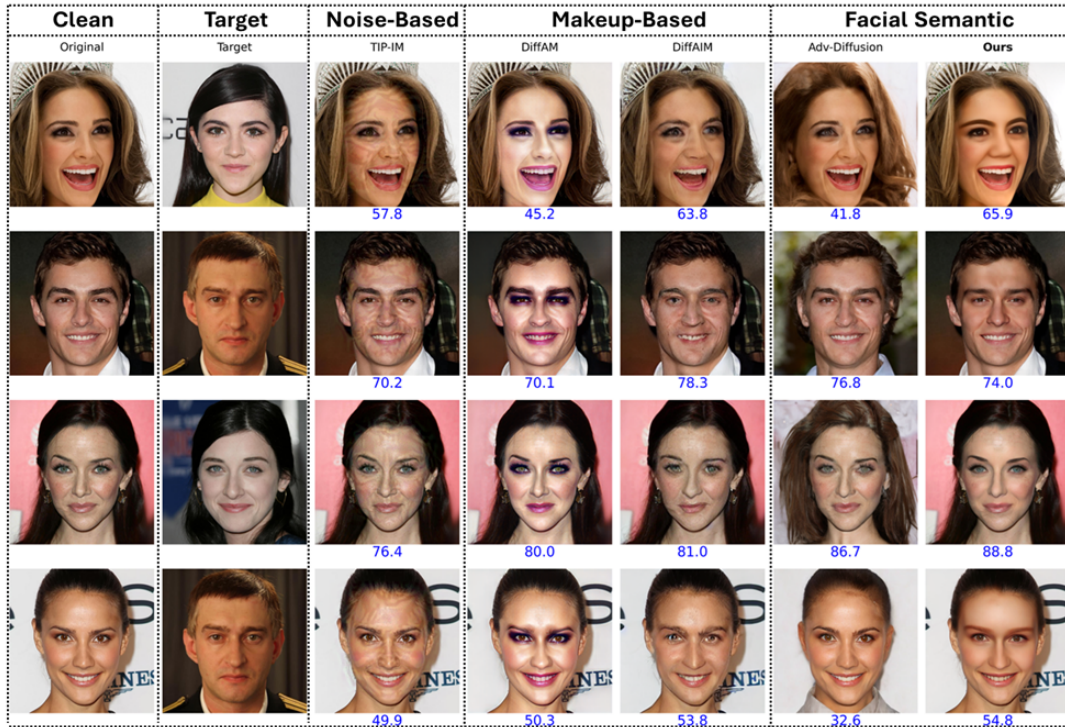 Clean Target Noise-Based Makeup-Based Facial Semantic
Original Target TIP-IM DiffAM DiffAIM Adv-Diffusion Ours
57.8 45.2 63.8 41.8 65.9
70.2 70.1 78.3 76.8 74.0
76.4 80.0 81.0 86.7 88.8
49.9 50.3 53.8 32.6 54.8